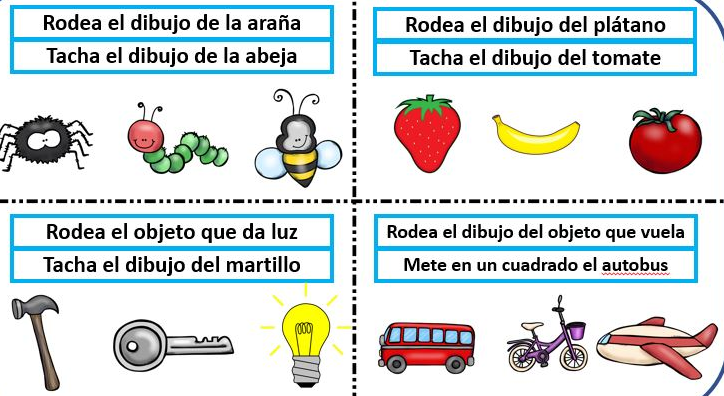 Rodea el dibujo de la araña
Tacha el dibujo de la abeja
Rodea el dibujo del plátano
Tacha el dibujo del tomate
Rodea el objeto que da luz
Tacha el dibujo del martillo
Rodea el dibujo del objeto que vuela
Mete en un cuadrado el autobus